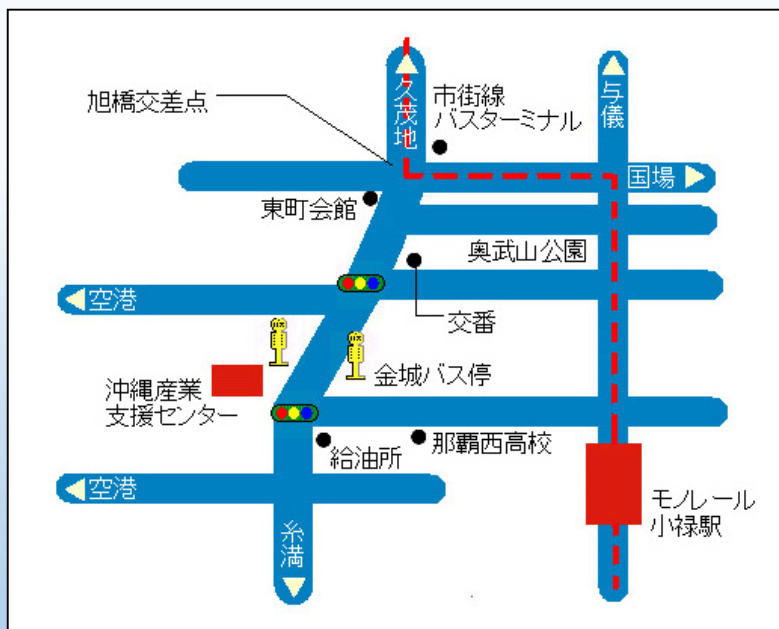 久茂地
与儀
市街線
バスターミナル
旭橋交差点
国場
東町会館
奥武山公園
空港
交番
沖縄産業
支援センター
金城バス停
給油所
那覇西高校
空港
モノレール
小禄駅
糸満